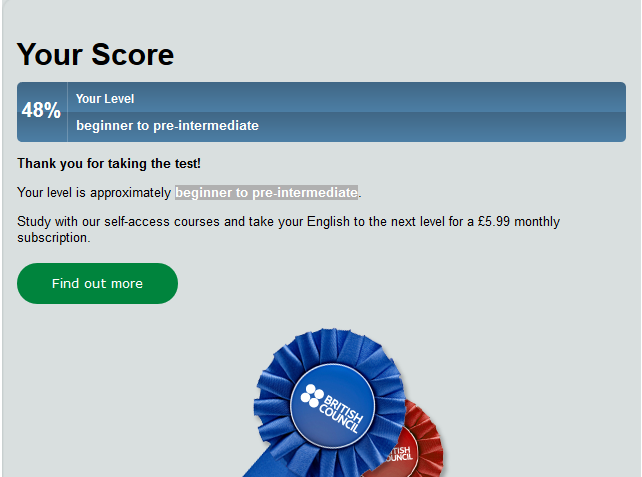 Your Score
48%
Your Level
beginner to pre-intermediate
Thank you for taking the test!
Your level is approximately beginner to pre-intermediate.
Study with our self-access courses and take your English to the next level for a £5.99 monthly
subscription.
Find out more
BRITISH
COUNCIL
TISH
UNCIL